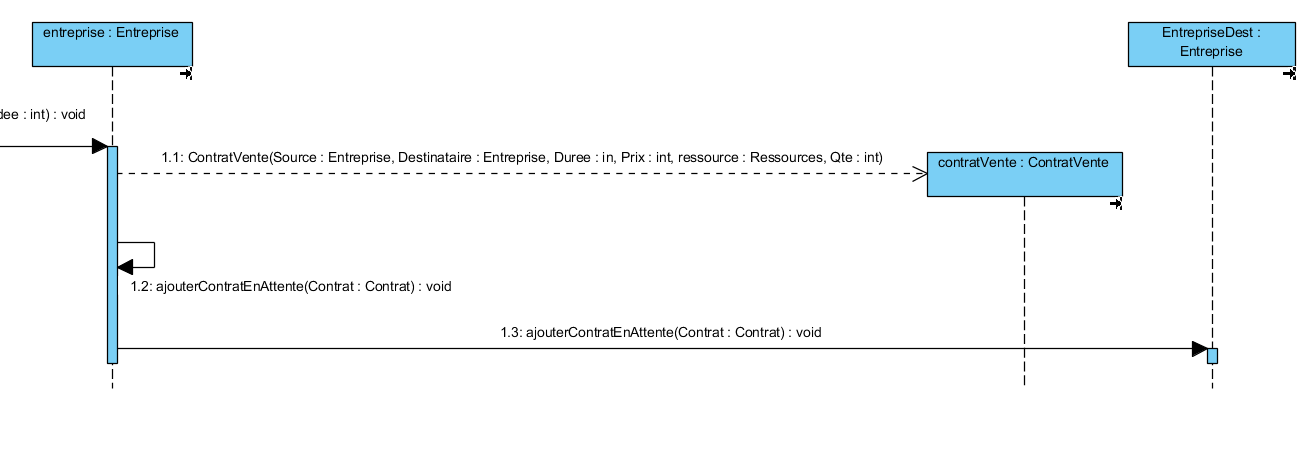 entreprise : Entreprise
EntrepriseDest :
Entreprise
dee : int) : void
1.1: ContratVente(Source : Entreprise, Destinataire : Entreprise, Duree : in, Prix : int, ressource : Ressources, Qte : int)
contratVente : ContratVente
1.2: ajouterContratEnAttente(Contrat : Contrat) : void
1.3: ajouterContratEnAttente(Contrat : Contrat) : void